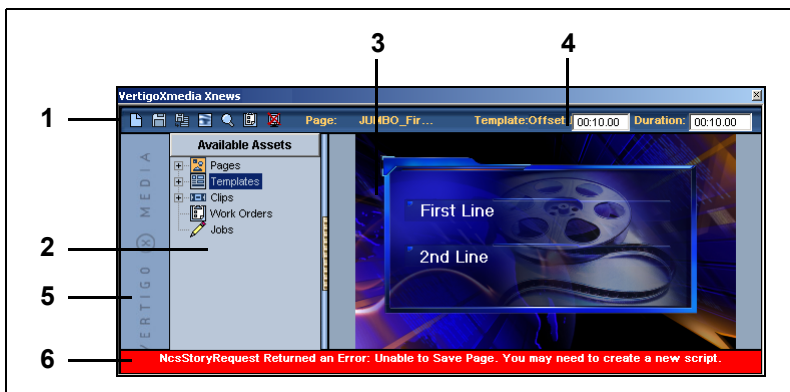 3 4
VertigoXmedia Xnews
1
Page: JUMBO_Fir... Template:Offset 00:10.00 Duration: 00:10.00
Available Assets
Pages
Templates
Clips
Work Orders
Jobs
First Line
2nd Line
2
5
VERTIGO X MEDIA
6
NcsStoryRequest Returned an Error: Unable to Save Page. You may need to create a new script.